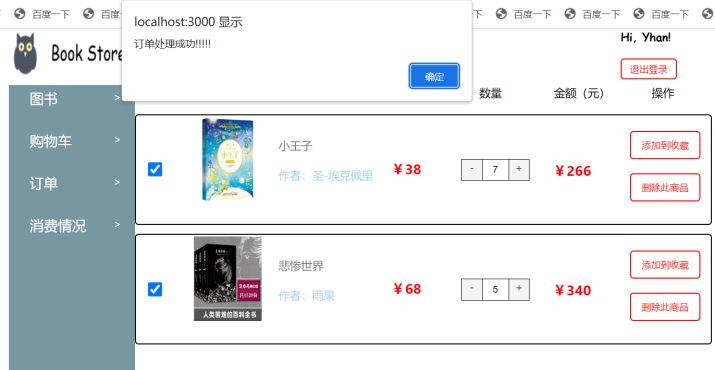 百度一下 百度一下 百度一下 百度一下 百度一下
localhost:3000 显示
订单处理成功!!!!!
确定
Book Store
Hi, Yhan!
退出登录
图书 >
购物车 >
订单 >
消费情况 >
数量 金额（元） 操作
小王子
作者：圣-埃克佩里
￥38
- 7 +
￥266
添加到收藏
删除此商品
小王子
悲惨世界
作者：雨果
￥68
- 5 +
￥340
添加到收藏
删除此商品
人类苦难的百科全书